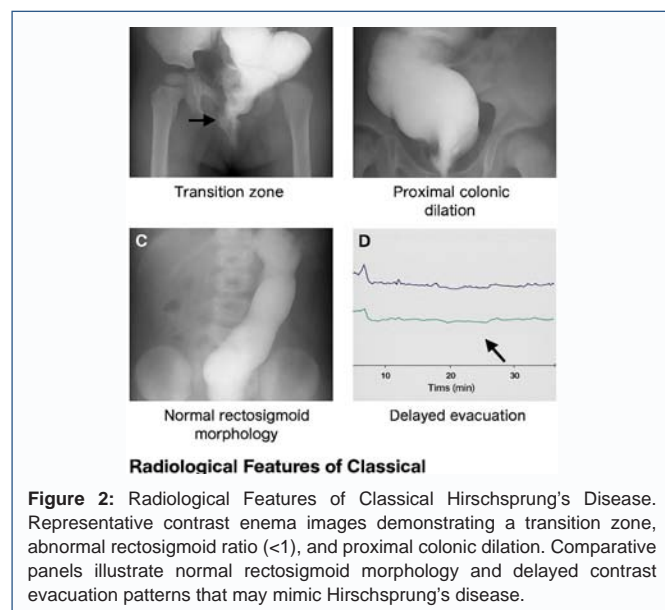 Transition zone
Proximal colonic
dilation
C
D
10
20
30
Tims (min)
Normal rectosigmoid
morphology
Delayed evacuation
Radiological Features of Classical
Figure 2: Radiological Features of Classical Hirschsprung's Disease.
Representative contrast enema images demonstrating a transition zone,
abnormal rectosigmoid ratio (<1), and proximal colonic dilation. Comparative
panels illustrate normal rectosigmoid morphology and delayed contrast
evacuation patterns that may mimic Hirschsprung's disease.